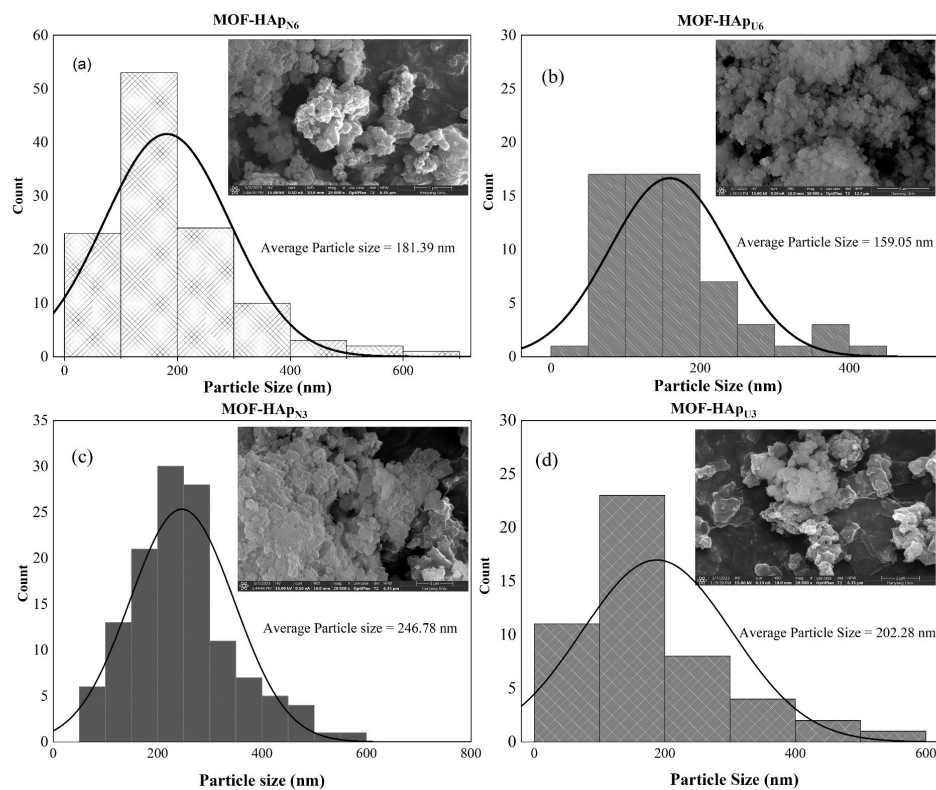 MOF-HApN6
(a)
Average Particle size = 181.39 nm
Count
60
50
40
30
20
10
0
0 200 400 600
Particle Size (nm)
MOF-HApU6
(b)
Average Particle Size = 159.05 nm
Count
30
25
20
15
10
5
0
0 200 400
Particle Size (nm)
MOF-HApN3
(c)
Average Particle size = 246.78 nm
Count
35
30
25
20
15
10
5
0
0 200 400 600 800
Particle size (nm)
MOF-HApU3
(d)
Average Particle Size = 202.28 nm
Count
30
25
20
15
10
5
0
0 200 400 600
Particle Size (nm)